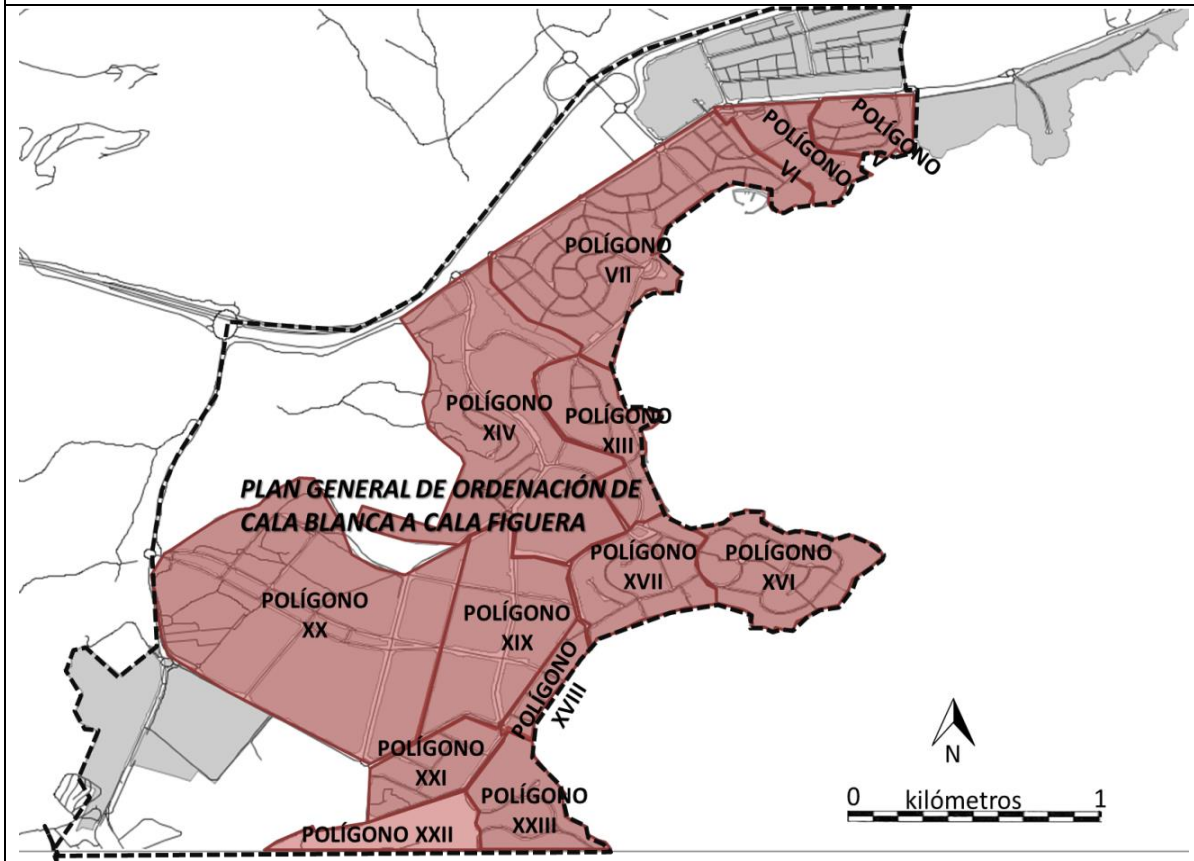 POLÍGONO
V
POLÍGONO
VI
POLÍGONO
VII
POLÍGONO
XIV
POLÍGONO
XIII
PLAN GENERAL DE ORDENACIÓN DE
CALA BLANCA A CALA FIGUERA
POLÍGONO
XVII
POLÍGONO
XVI
POLÍGONO
XX
POLÍGONO
XIX
POLÍGONO
XVIII
POLÍGONO
XXI
POLÍGONO
XXIII
POLÍGONO XXII
N
0 kilómetros 1